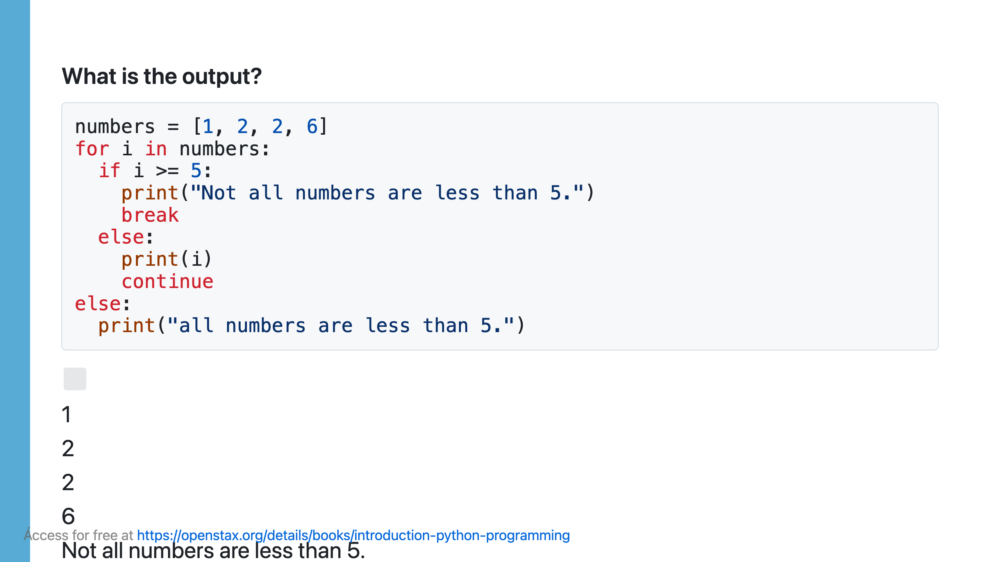 What is the output?
numbers = [1, 2, 2, 6]
for i in numbers:
  if i >= 5:
    print("Not all numbers are less than 5.")
    break
  else:
    print(i)
    continue
else:
  print("all numbers are less than 5.")
1
2
2
6
Áccess for free at https://openstax.org/details/books/introduction-python-programming
Not all numbers are less than 5.